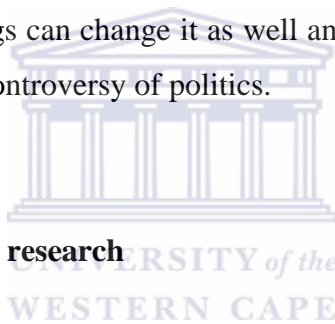 gs can change it as well an
ontroversy of politics.
research
UNIVERSITY of the
WESTERN CAPE